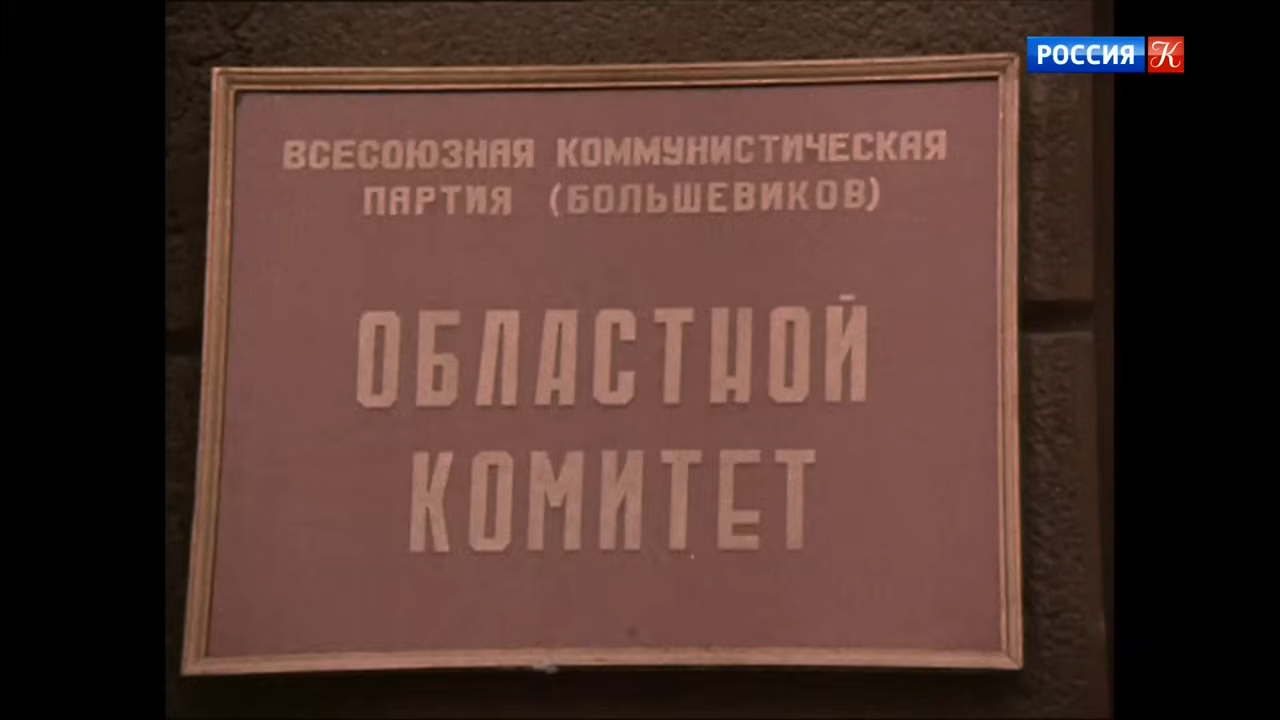 РОССИЯ К
ВСЕСОЮЗНАЯ КОММУНИСТИЧЕСКАЯ
ПАРТИЯ (БОЛЬШЕВИКОВ)
ОБЛАСТНОЙ
КОМИТЕТ